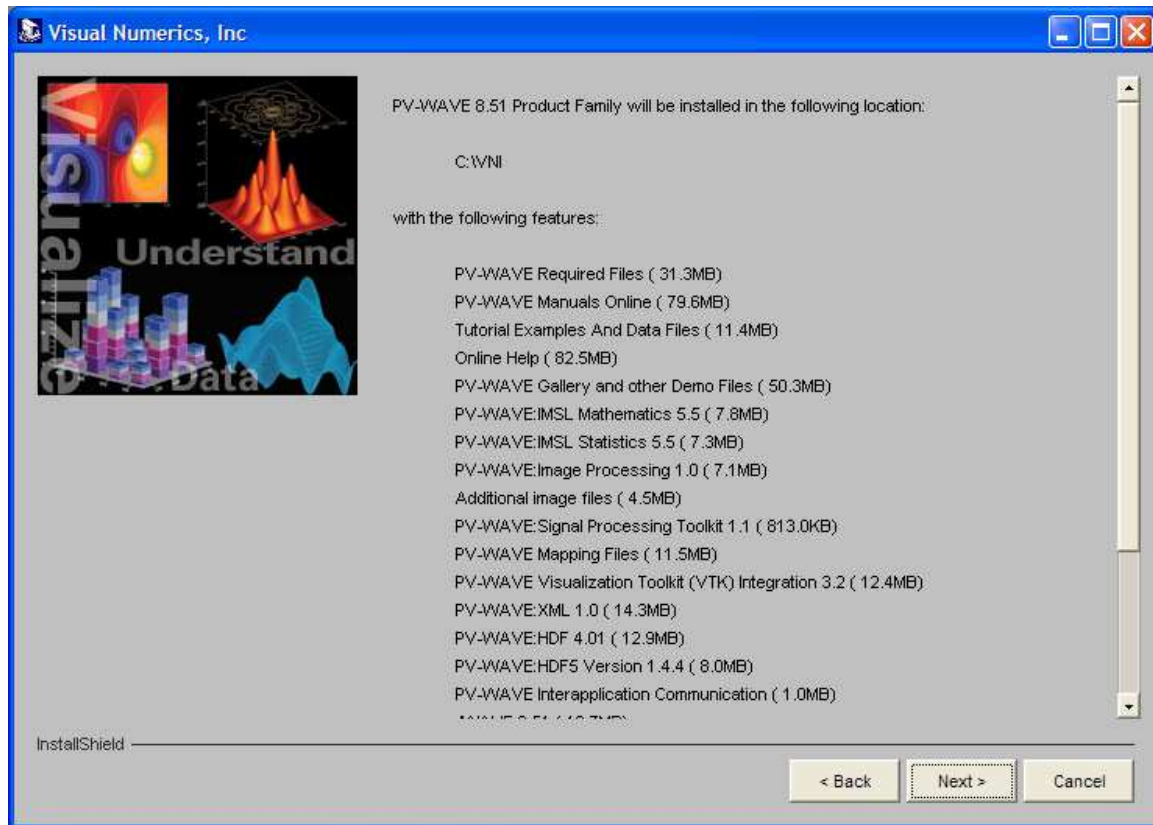 Visual Numerics, Inc
Visualize
Understand
Data
PV-WAVE 8.51 Product Family will be installed in the following location:
C:\VNI
with the following features:
PV-WAVE Required Files ( 31.3MB)
PV-WAVE Manuals Online ( 79.6MB)
Tutorial Examples And Data Files ( 11.4MB)
Online Help ( 82.5MB)
PV-WAVE Gallery and other Demo Files ( 50.3MB)
PV-WAVE:IMSL Mathematics 5.5 ( 7.8MB)
PV-WAVE:IMSL Statistics 5.5 ( 7.3MB)
PV-WAVE:Image Processing 1.0 ( 7.1MB)
Additional image files ( 4.5MB)
PV-WAVE:Signal Processing Toolkit 1.1 ( 813.0KB)
PV-WAVE Mapping Files ( 11.5MB)
PV-WAVE Visualization Toolkit (VTK) Integration 3.2 ( 12.4MB)
PV-WAVE:XML 1.0 ( 14.3MB)
PV-WAVE:HDF 4.01 ( 12.9MB)
PV-WAVE:HDF5 Version 1.4.4 ( 8.0MB)
PV-WAVE Interapplication Communication ( 1.0MB)
InstallShield
< Back
Next >
Cancel